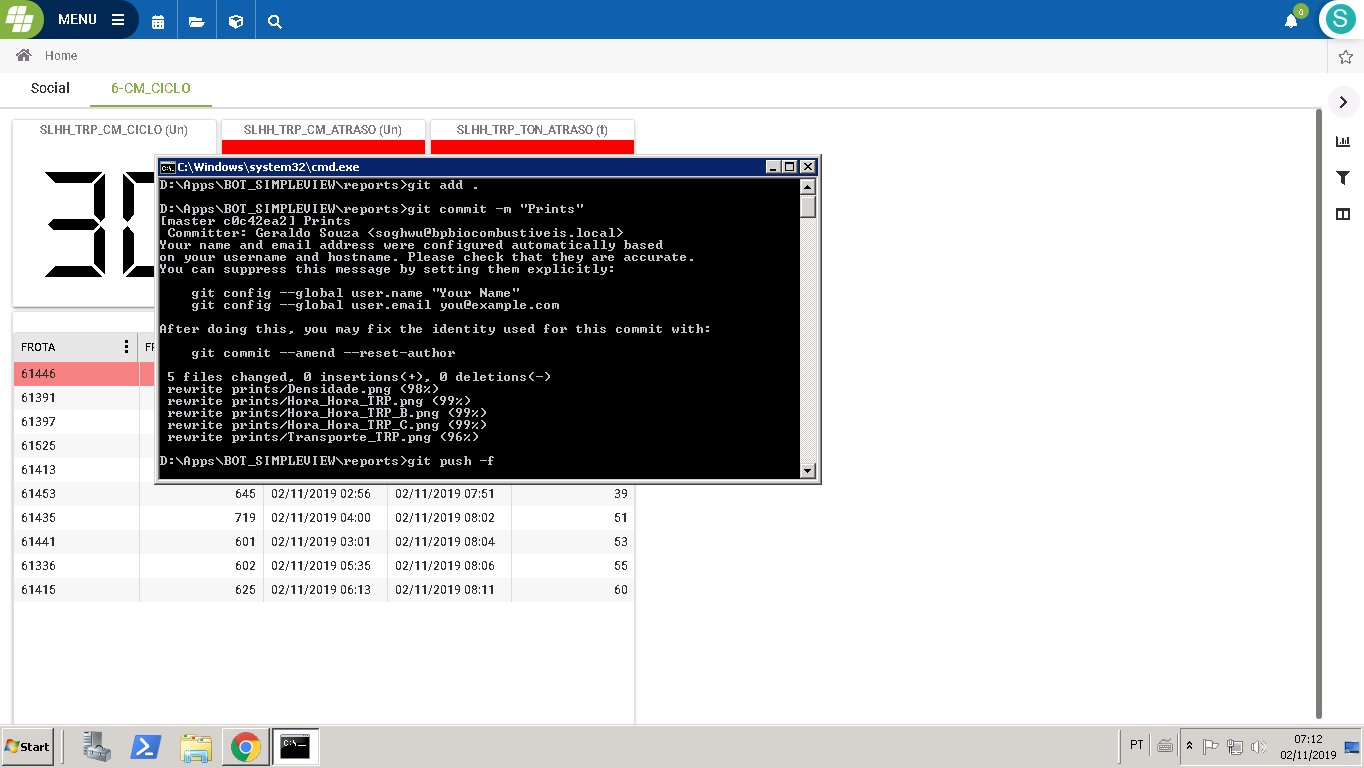 MENU
0
S
Home
Social
6-CM_CICLO
SLHH_TRP_CM_CICLO (Un)
SLHH_TRP_CM_ATRASO (Un)
SLHH_TRP_TON_ATRASO (t)
C:\Windows\system32\cmd.exe
D:\Apps\BOT_SIMPLEVIEW\reports>git add .
D:\Apps\BOT_SIMPLEVIEW\reports>git commit -m "Prints"
[master c0c42ea2] Prints
Committer: Geraldo Souza <soghwu@bpbiocombustiveis.local>
Your name and email address were configured automatically based
on your username and hostname. Please check that they are accurate.
You can suppress this message by setting them explicitly:
git config --global user.name "Your Name"
git config --global user.email you@example.com
After doing this, you may fix the identity used for this commit with:
git commit --amend --reset-author
5 files changed, 0 insertions(+), 0 deletions(-)
rewrite prints/Densidade.png (98%)
rewrite prints/Hora_Hora_TRP.png (99%)
rewrite prints/Hora_Hora_TRP_B.png (99%)
rewrite prints/Hora_Hora_TRP_C.png (99%)
rewrite prints/Transporte_TRP.png (96%)
D:\Apps\BOT_SIMPLEVIEW\reports>git push -f
FROTA
61446
61391
61397
61525
61413
61453 645 02/11/2019 02:56 02/11/2019 07:51 39
61435 719 02/11/2019 04:00 02/11/2019 08:02 51
61441 601 02/11/2019 03:01 02/11/2019 08:04 53
61336 602 02/11/2019 05:35 02/11/2019 08:06 55
61415 625 02/11/2019 06:13 02/11/2019 08:11 60
Start
PT
07:12
02/11/2019